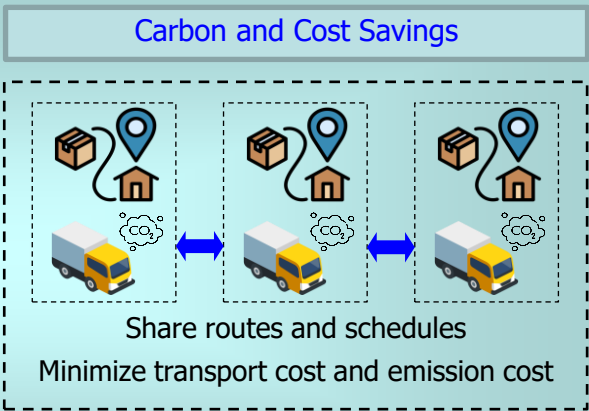 Carbon and Cost Savings
CO₂ CO₂ CO₂
Share routes and schedules
Minimize transport cost and emission cost